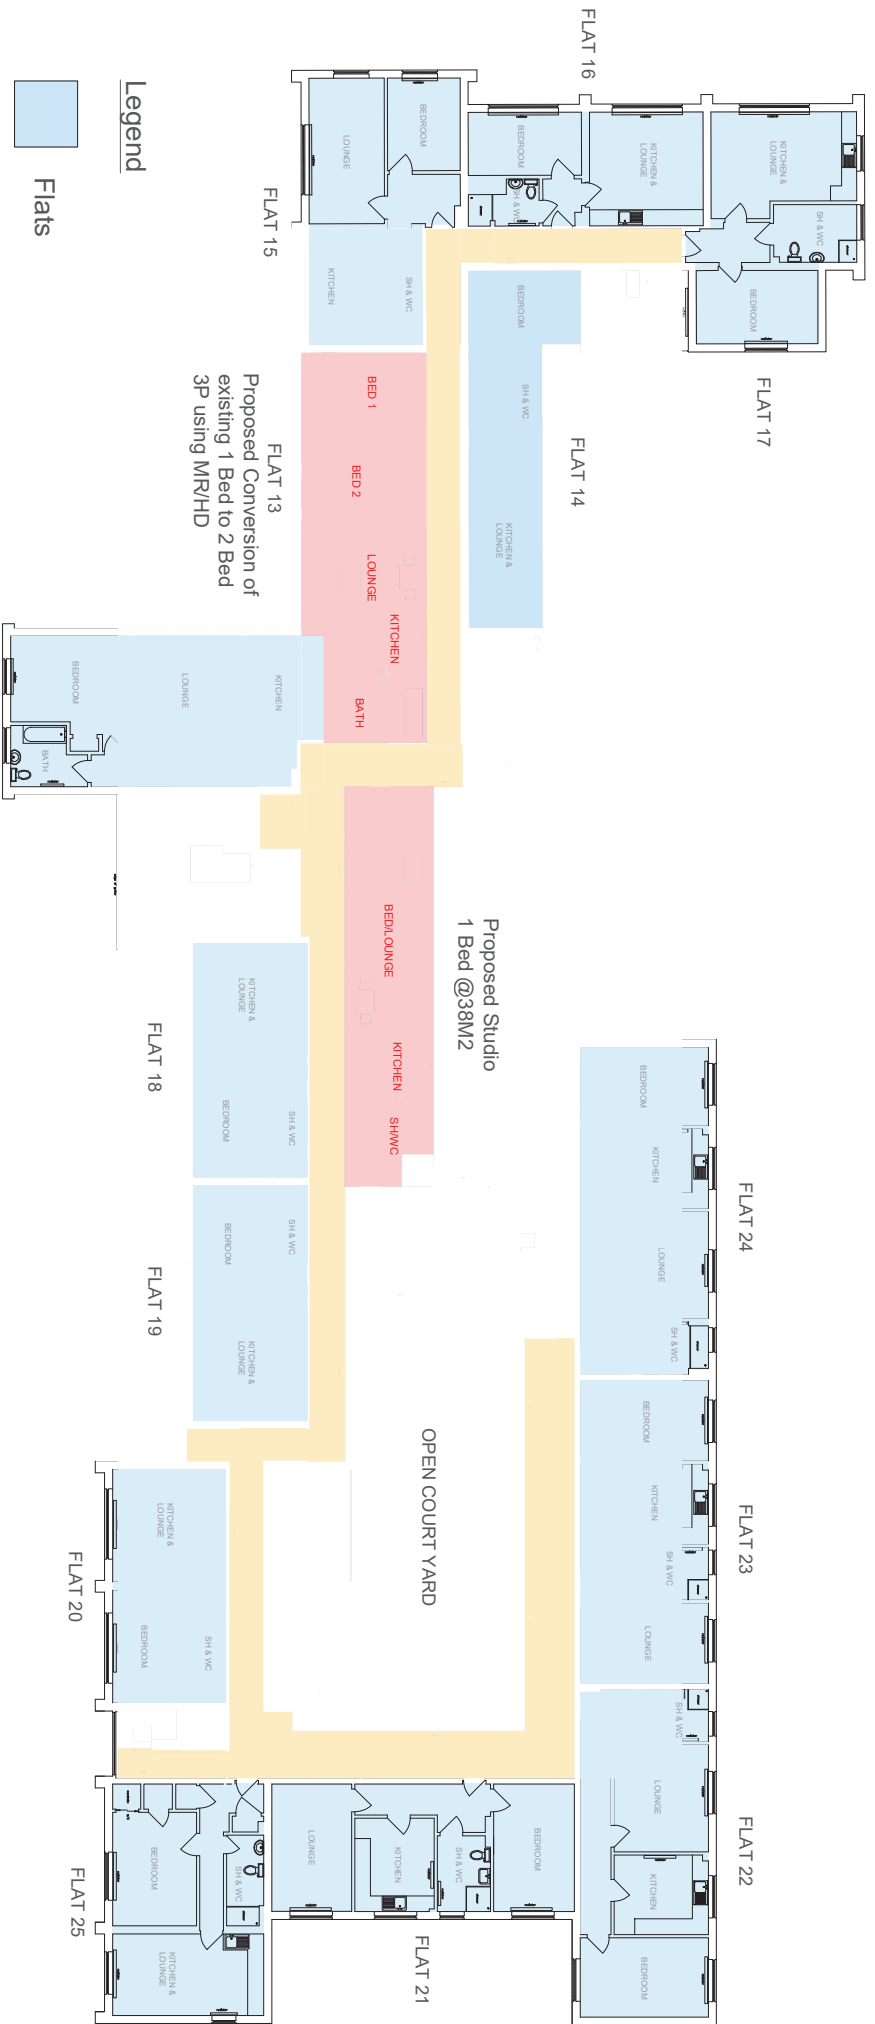 FLAT 16
BEDROOM
LOUNGE
BEDROOM
KITCHEN &
LOUNGE
KITCHEN &
LOUNGE
SH & WC
SH & WC
Legend
Flats
FLAT 15
KITCHEN
SH & WC
BEDROOM
BEDROOM
FLAT 17
BED 1
SH & WC
FLAT 14
FLAT 13
Proposed Conversion of
existing 1 Bed to 2 Bed
3P using MR/HD
BED 2
KITCHEN &
LOUNGE
LOUNGE
KITCHEN
BATH
BEDROOM
LOUNGE
KITCHEN
BATH
Proposed Studio
1 Bed @38M2
BED/LOUNGE
KITCHEN
SH/WC
KITCHEN &
LOUNGE
BEDROOM
SH & WC
FLAT 18
BEDROOM
KITCHEN
LOUNGE
SH & WC
FLAT 24
SH & WC
BEDROOM
KITCHEN &
LOUNGE
FLAT 19
OPEN COURT YARD
BEDROOM
KITCHEN
SH & WC
LOUNGE
FLAT 23
KITCHEN &
LOUNGE
BEDROOM
SH & WC
FLAT 20
SH & WC
LOUNGE
KITCHEN
BEDROOM
FLAT 22
BEDROOM
SH & WC
KITCHEN &
LOUNGE
FLAT 25
LOUNGE
KITCHEN
SH & WC
BEDROOM
FLAT 21